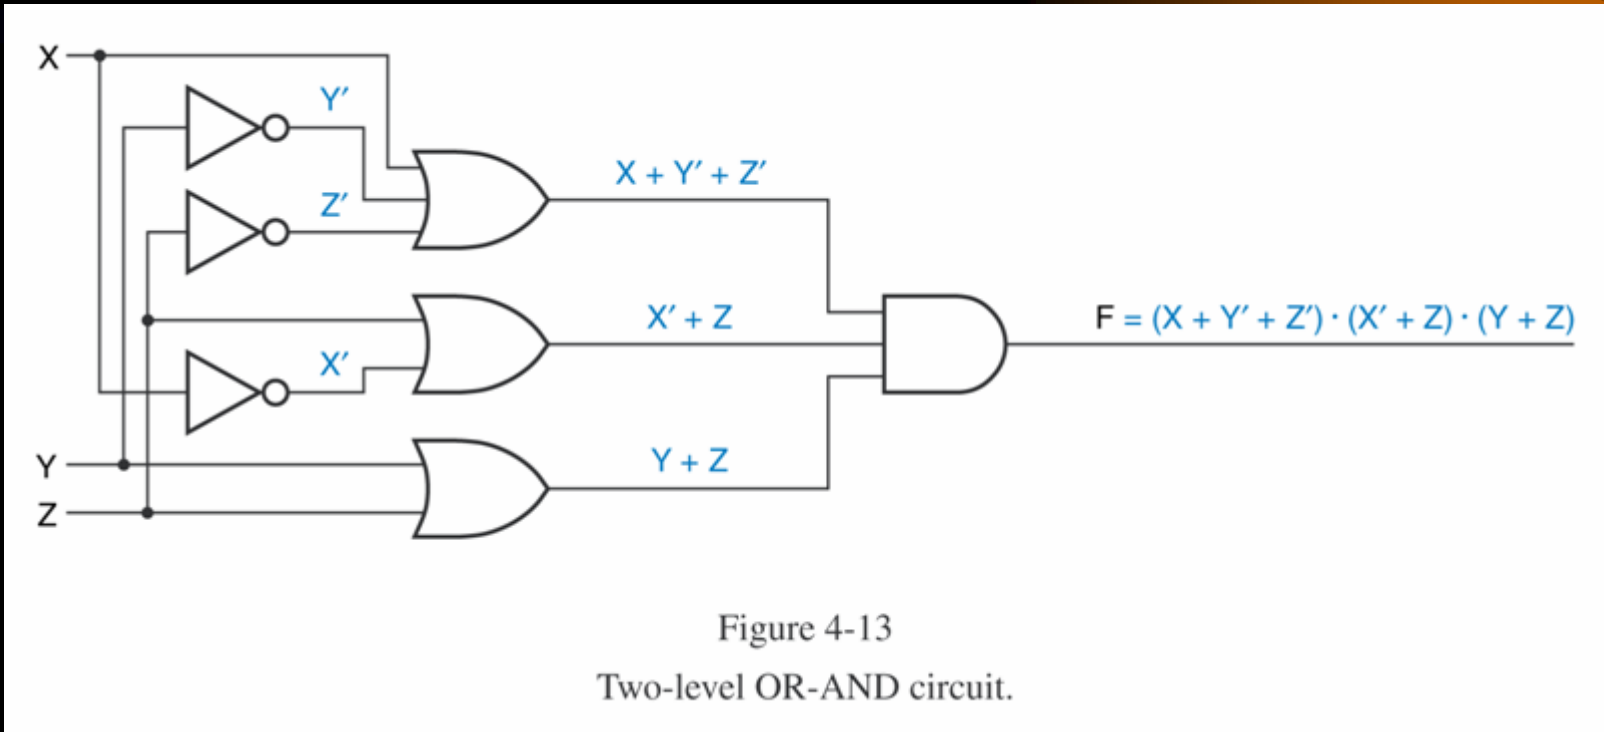 X
Y′
X + Y′ + Z′
Z′
X′ + Z
F = (X + Y′ + Z′) · (X′ + Z) · (Y + Z)
X′
Y
Y + Z
Z
Figure 4-13
Two-level OR-AND circuit.